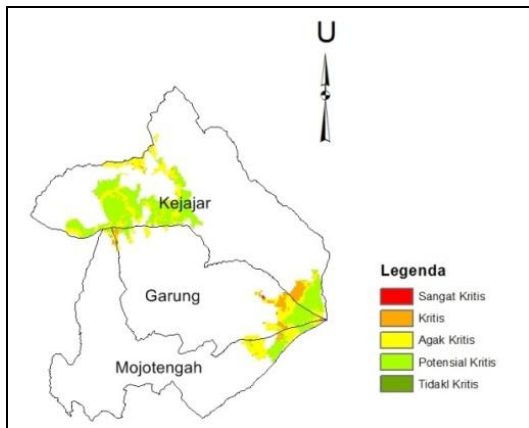 U
Kejajar
Garung
Mojotengah
Legenda
Sangat Kritis
Kritis
Agak Kritis
Potensial Kritis
Tidakl Kritis